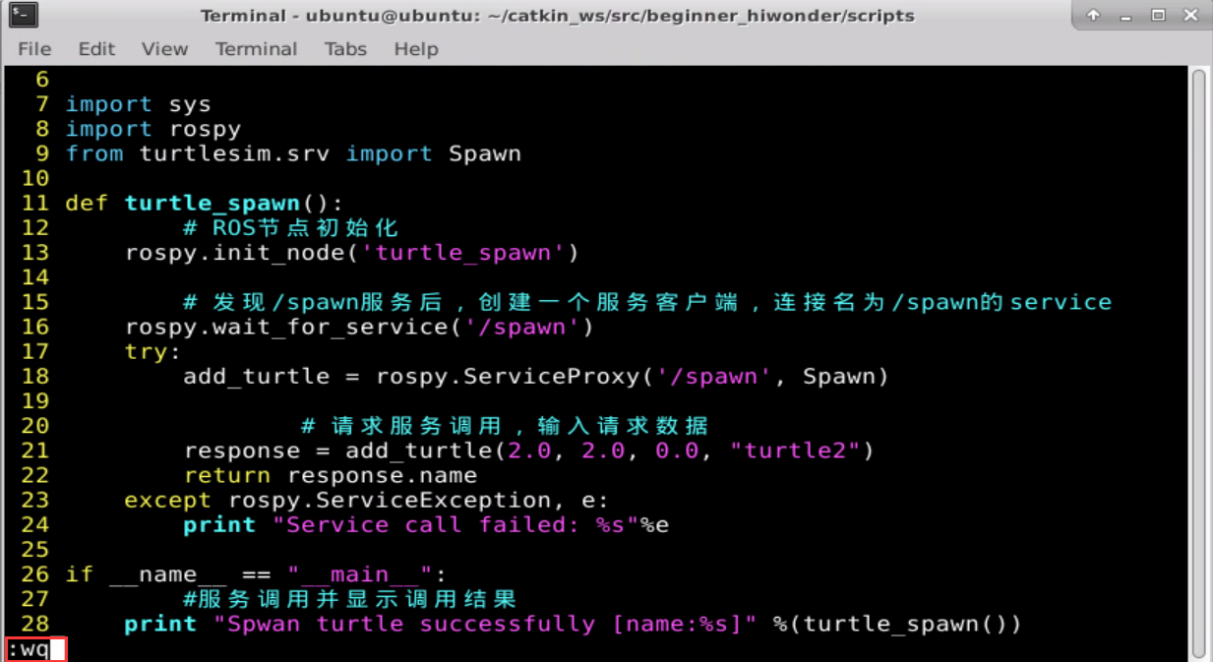 Terminal - ubuntu@ubuntu: ~/catkin_ws/src/beginner_hiwonder/scripts
File Edit View Terminal Tabs Help
6
7 import sys
8 import rospy
9 from turtlesim.srv import Spawn
10
11 def turtle_spawn():
12         # ROS节点初始化
13     rospy.init_node('turtle_spawn')
14
15         # 发现/spawn服务后，创建一个服务客户端，连接名为/spawn的service
16     rospy.wait_for_service('/spawn')
17     try:
18         add_turtle = rospy.ServiceProxy('/spawn', Spawn)
19
20                 # 请求服务调用，输入请求数据
21         response = add_turtle(2.0, 2.0, 0.0, "turtle2")
22         return response.name
23     except rospy.ServiceException, e:
24         print "Service call failed: %s"%e
25
26 if __name__ == "__main__":
27         #服务调用并显示调用结果
28     print "Spwan turtle successfully [name:%s]" %(turtle_spawn())
:wq